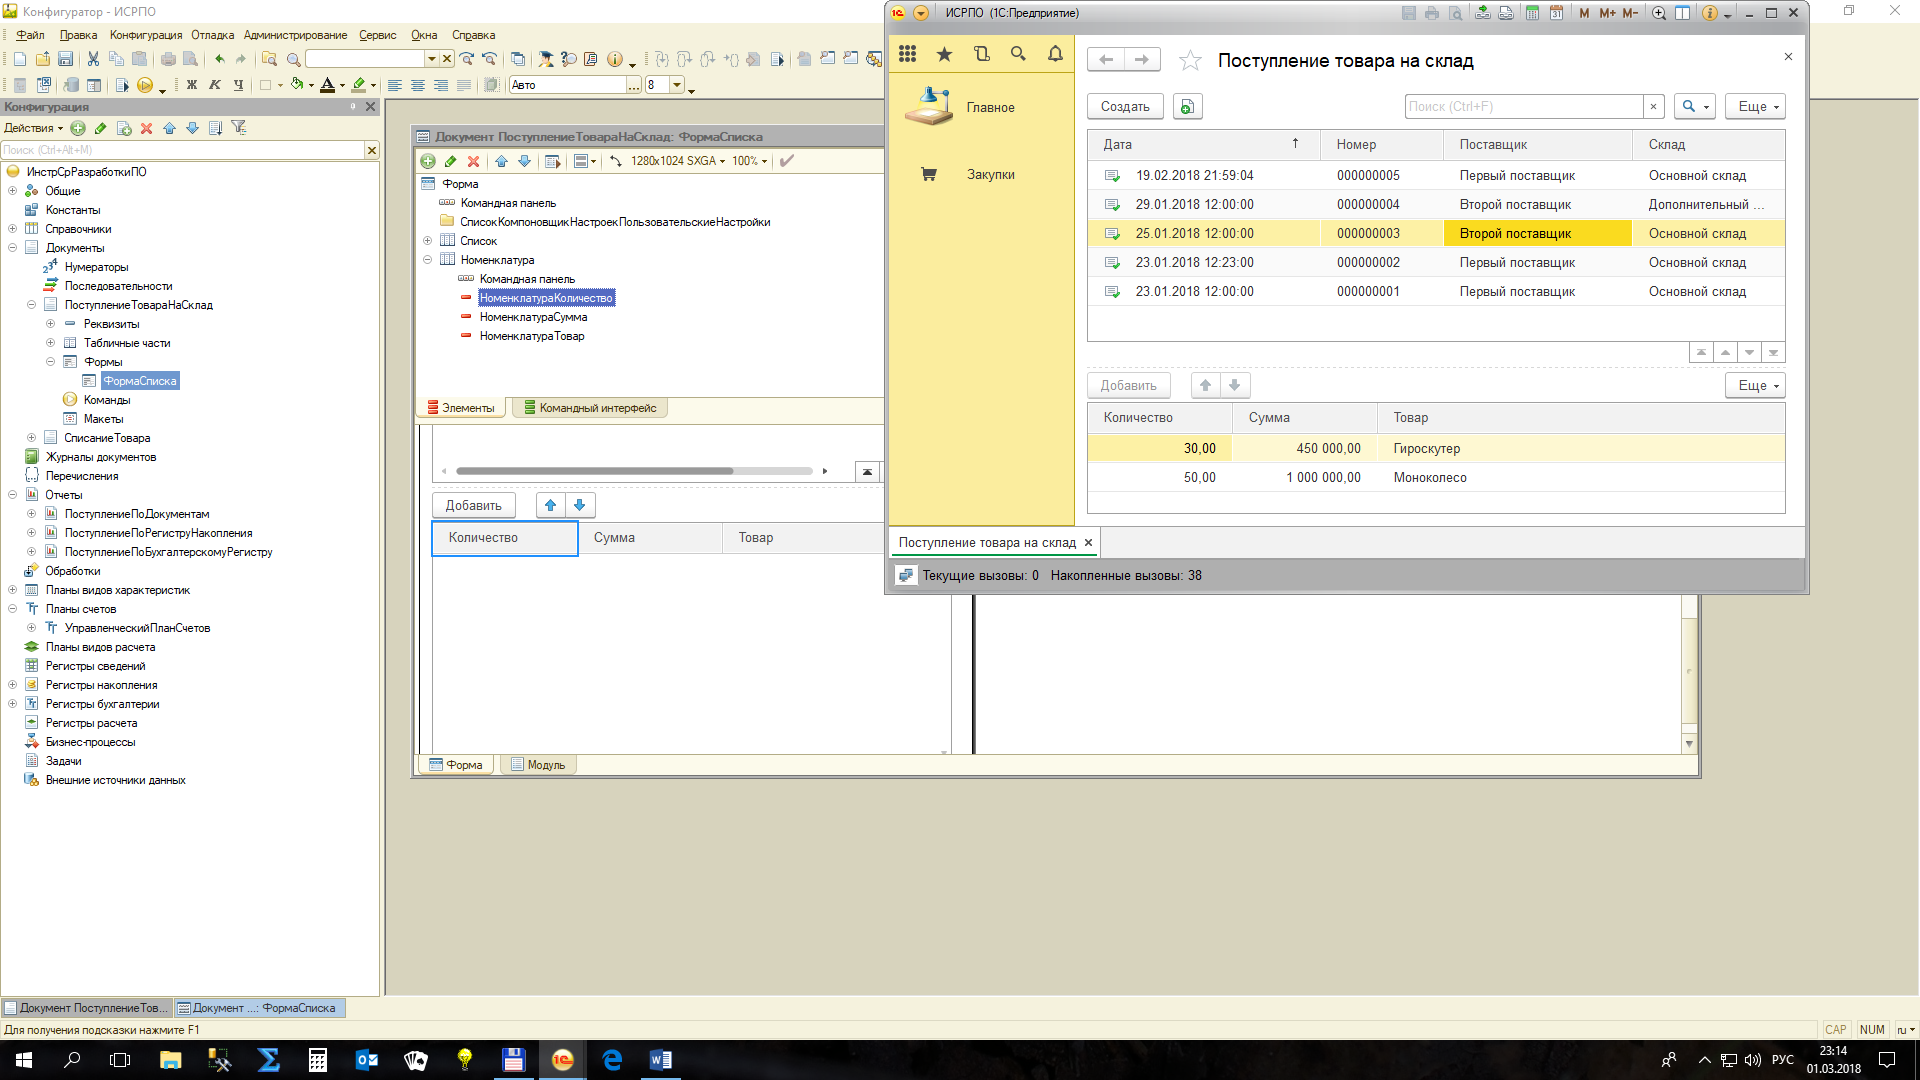 Конфигуратор - ИСРПО
Файл Правка Конфигурация Отладка Администрирование Сервис Окна Справка
Ж К Ч А Авто ... 8
Конфигурация
Действия
Поиск (Ctrl+Alt+M)
ИнстрСрРазработкиПО
Общие
Константы
Справочники
Документы
Нумераторы
Последовательности
ПоступлениеТовараНаСклад
Реквизиты
Табличные части
Формы
ФормаСписка
Команды
Макеты
СписаниеТовара
Журналы документов
Перечисления
Отчеты
ПоступлениеПоДокументам
ПоступлениеПоРегиструНакопления
ПоступлениеПоБухгалтерскомуРегистру
Обработки
Планы видов характеристик
Планы счетов
УправленческийПланСчетов
Планы видов расчета
Регистры сведений
Регистры накопления
Регистры бухгалтерии
Регистры расчета
Бизнес-процессы
Задачи
Внешние источники данных
Документ ПоступлениеТовараНаСклад: ФормаСписка
1280x1024 SXGA 100%
Форма
Командная панель
СписокКомпоновщикНастроекПользовательскиеНастройки
Список
Номенклатура
Командная панель
НоменклатураКоличество
НоменклатураСумма
НоменклатураТовар
Элементы Командный интерфейс
Добавить
Количество Сумма Товар
Форма Модуль
ИСРПО (1С:Предприятие)
M M+ M-
Главное
Закупки
Поступление товара на склад
Создать Поиск (Ctrl+F) Еще
Дата Номер Поставщик Склад
19.02.2018 21:59:04 000000005 Первый поставщик Основной склад
29.01.2018 12:00:00 000000004 Второй поставщик Дополнительный ...
25.01.2018 12:00:00 000000003 Второй поставщик Основной склад
23.01.2018 12:23:00 000000002 Первый поставщик Основной склад
23.01.2018 12:00:00 000000001 Первый поставщик Основной склад
Добавить Еще
Количество Сумма Товар
30,00 450 000,00 Гироскутер
50,00 1 000 000,00 Моноколесо
Поступление товара на склад
Текущие вызовы: 0 Накопленные вызовы: 38
Документ ПоступлениеТов... Документ ...: ФормаСписка
Для получения подсказки нажмите F1
CAP NUM ru
РУС
23:14
01.03.2018